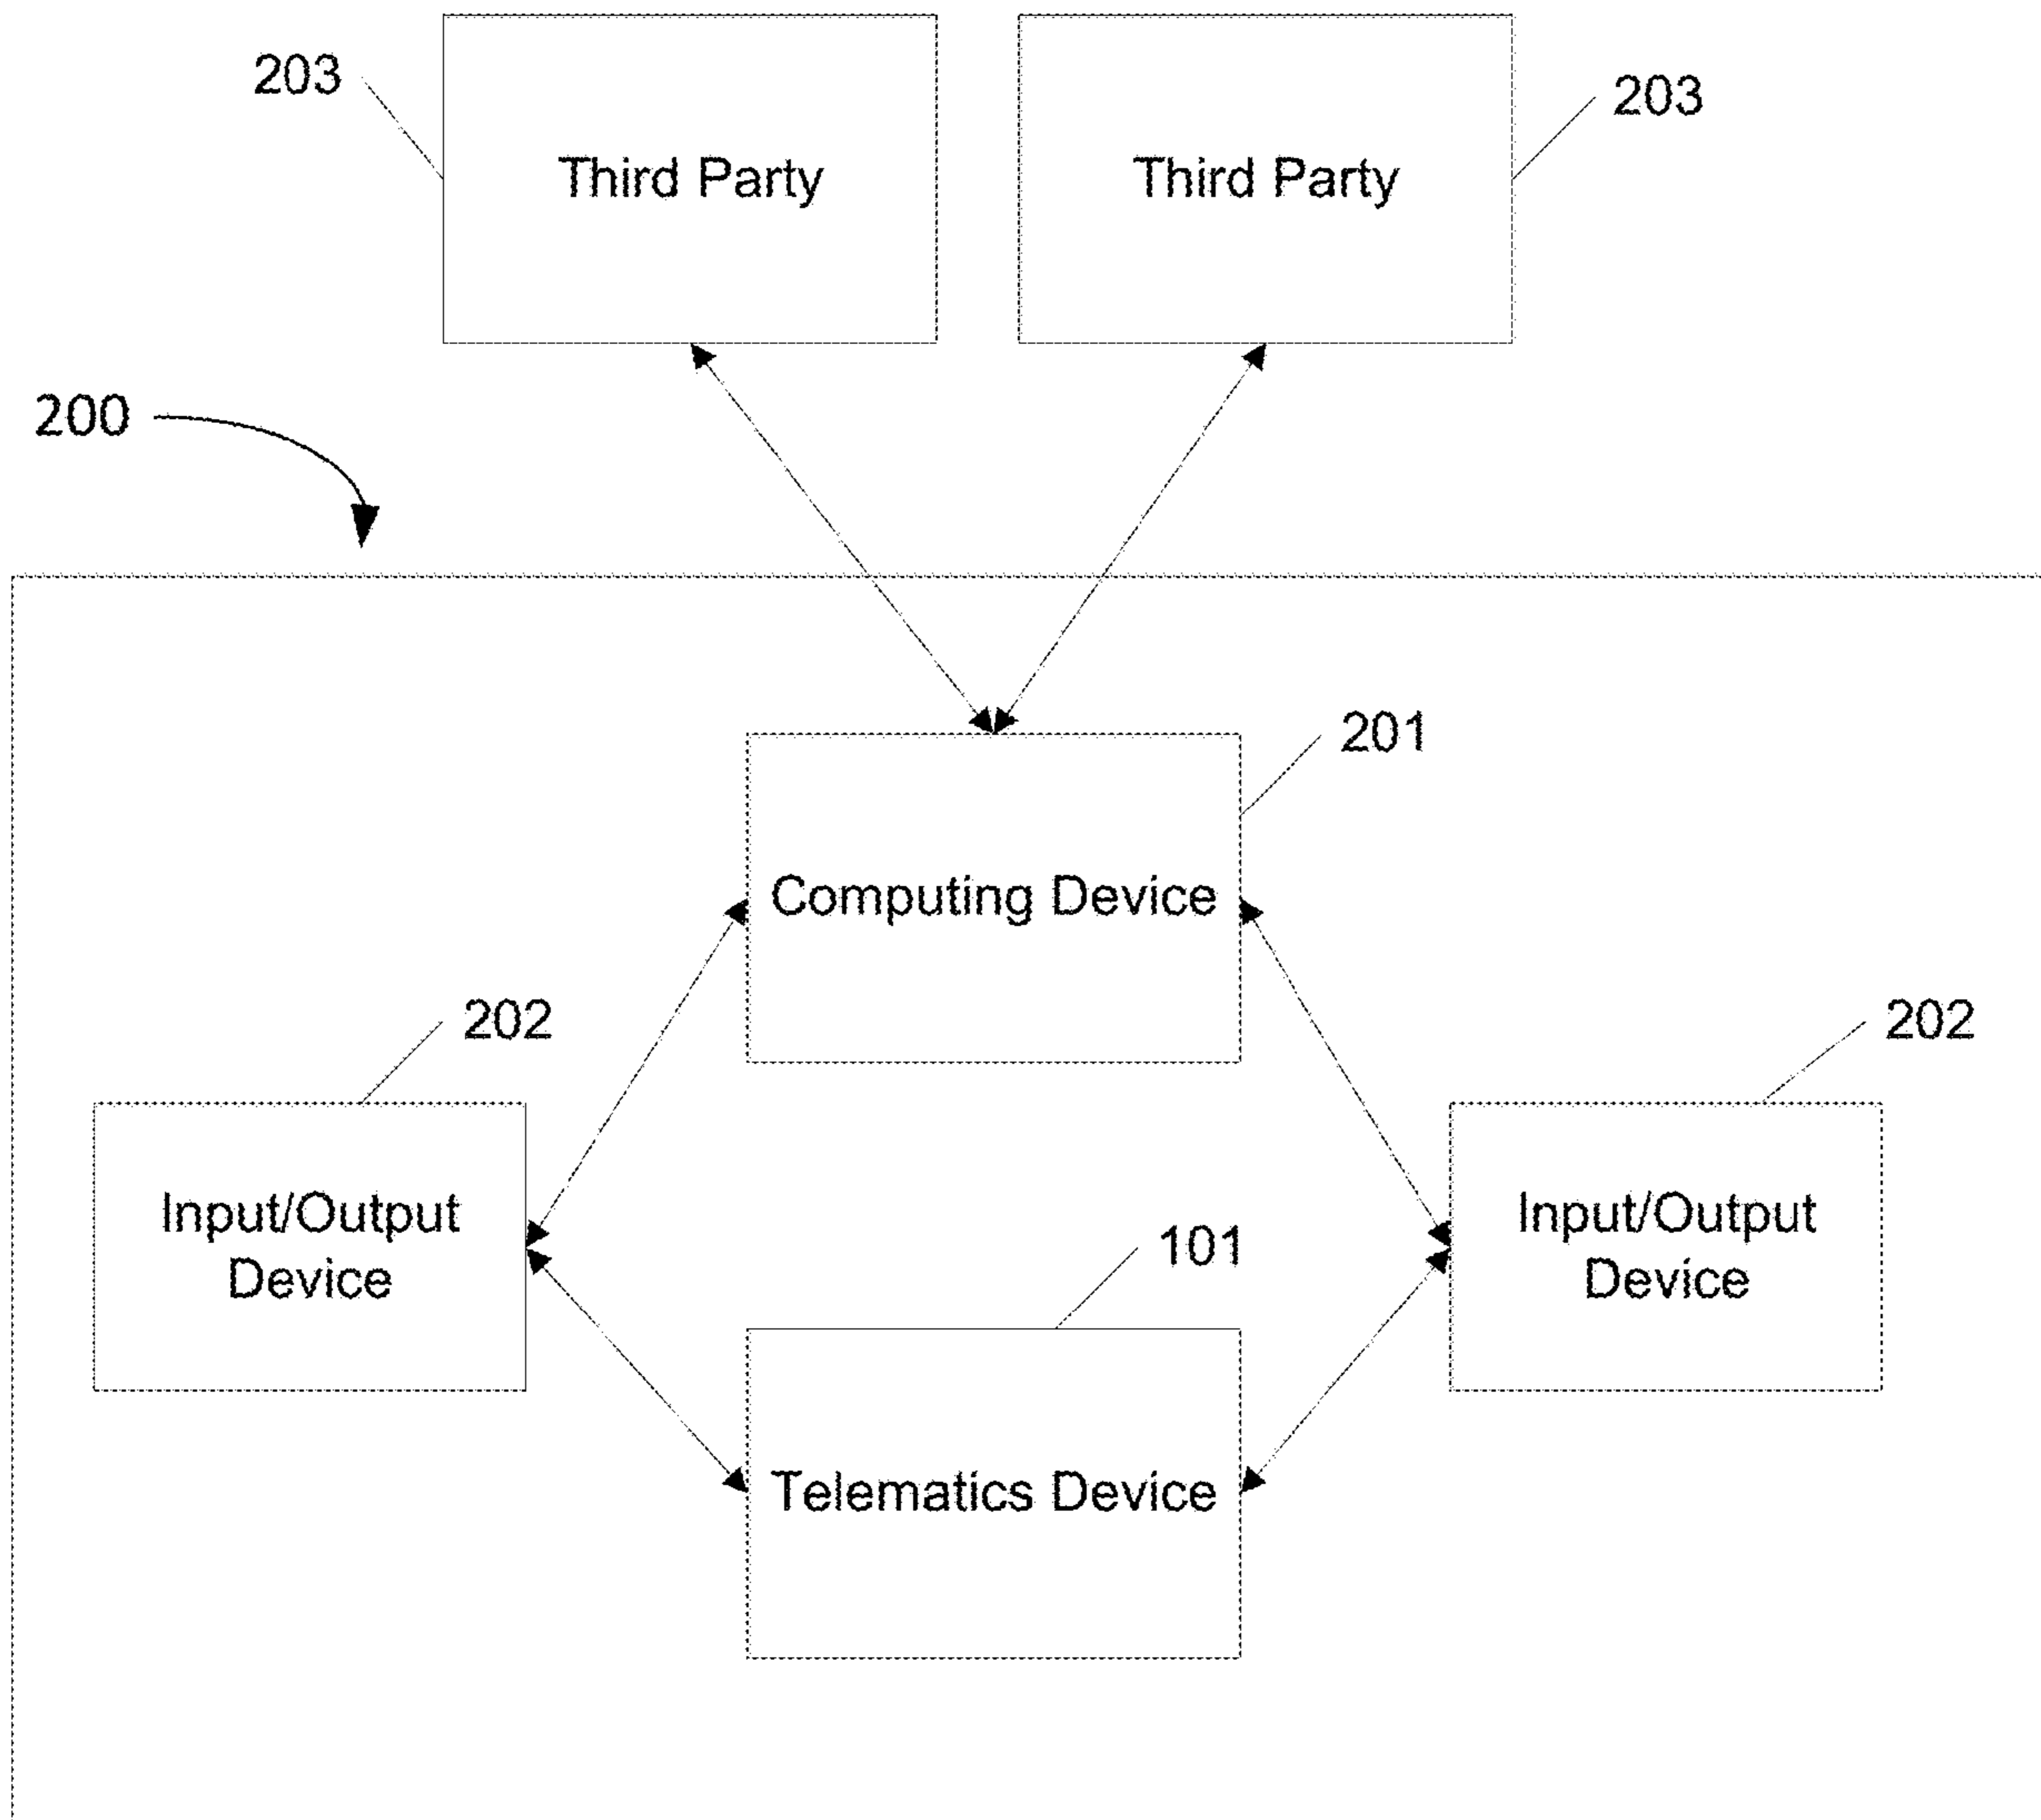 203
203
Third Party
Third Party
200
201
Computing Device
202
202
Input/Output
Device
Input/Output
Device
101
Telematics Device